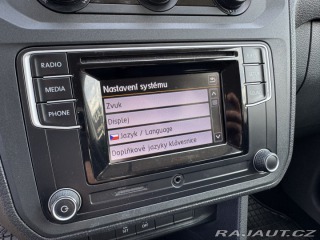 Nastavení systému
RADIO
MEDIA
PHONE
Zvuk
Displej
Jazyk / Language
Doplňkové jazyky klávesnice
RAJAUT.CZ